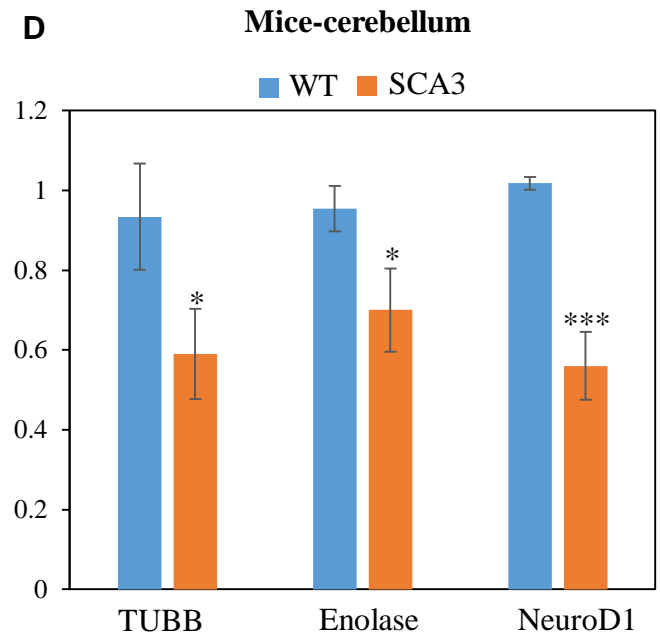 D
Mice-cerebellum
WT SCA3
1.2
1
0.8
0.6
0.4
0.2
0
*
*
***
TUBB Enolase NeuroD1